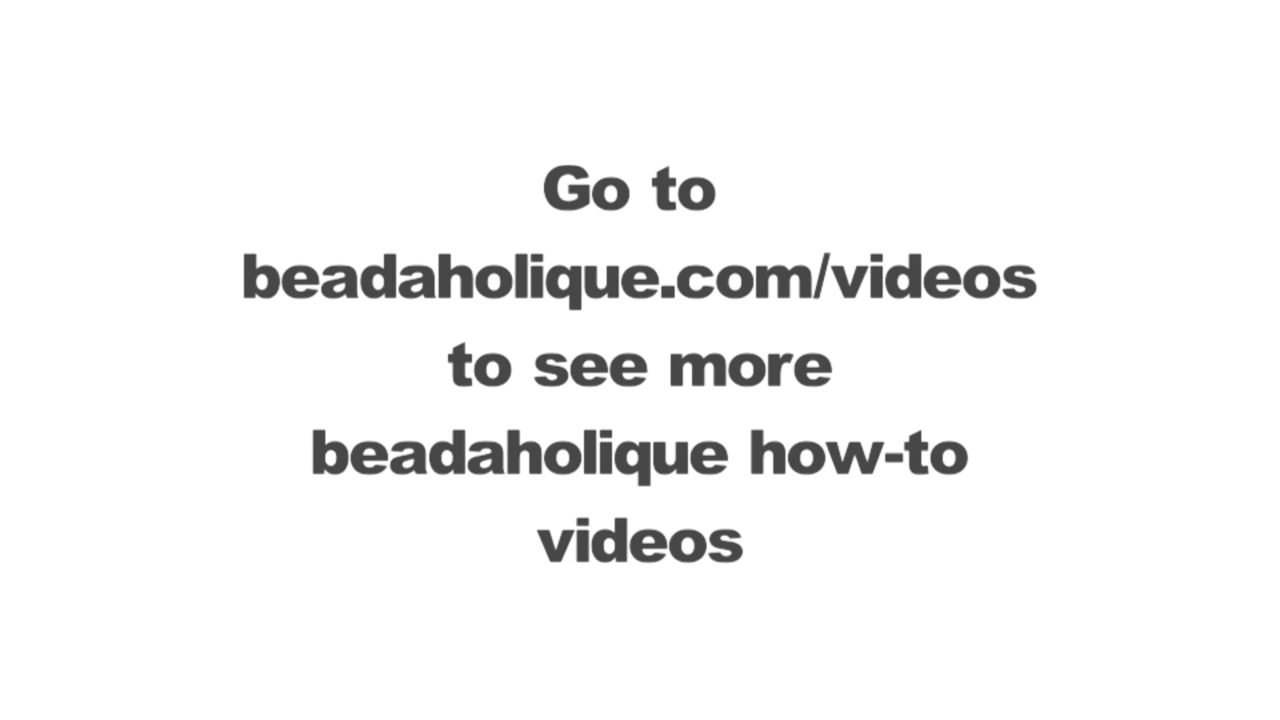 Go to
beadaholique.com/videos
to see more
beadaholique how-to
videos